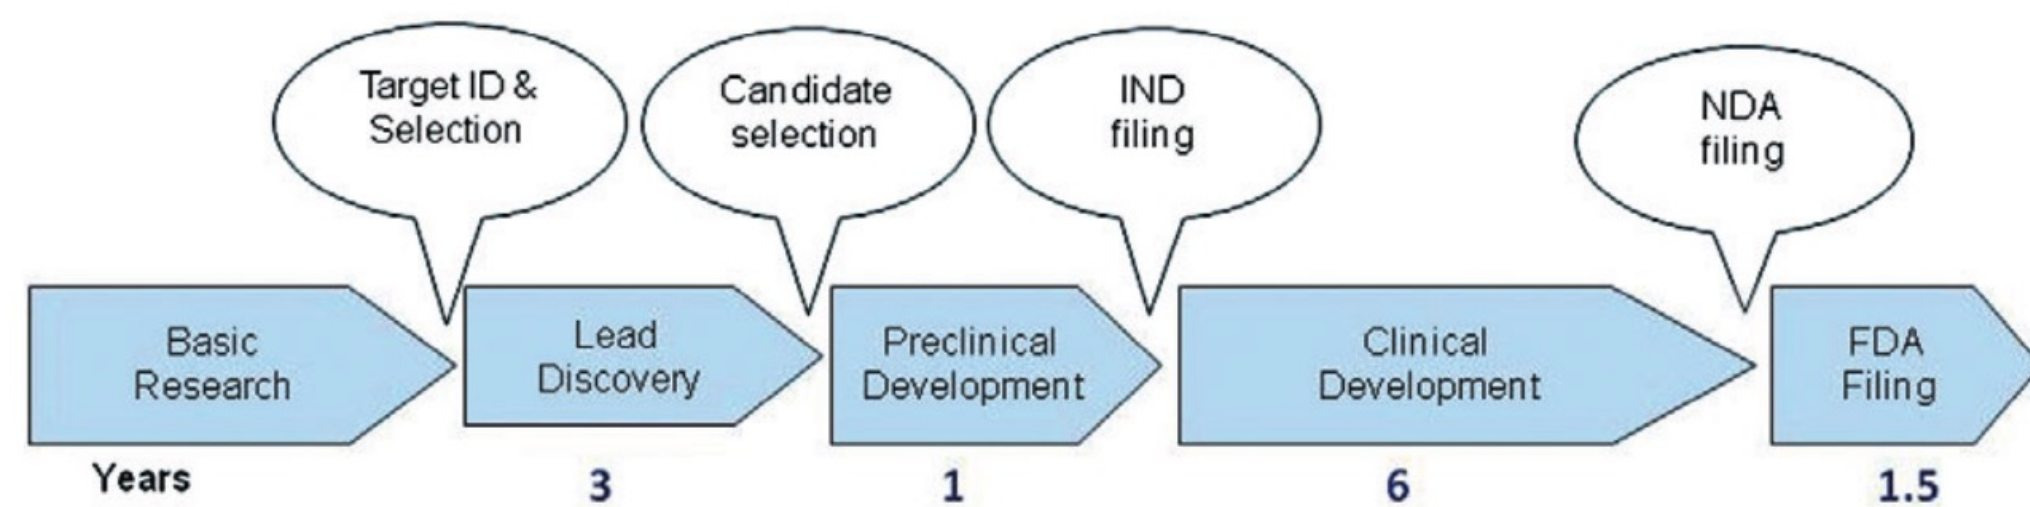 Target ID &
Selection
Candidate
selection
IND
filing
NDA
filing
Basic
Research
Lead
Discovery
Preclinical
Development
Clinical
Development
FDA
Filing
Years
3
1
6
1.5